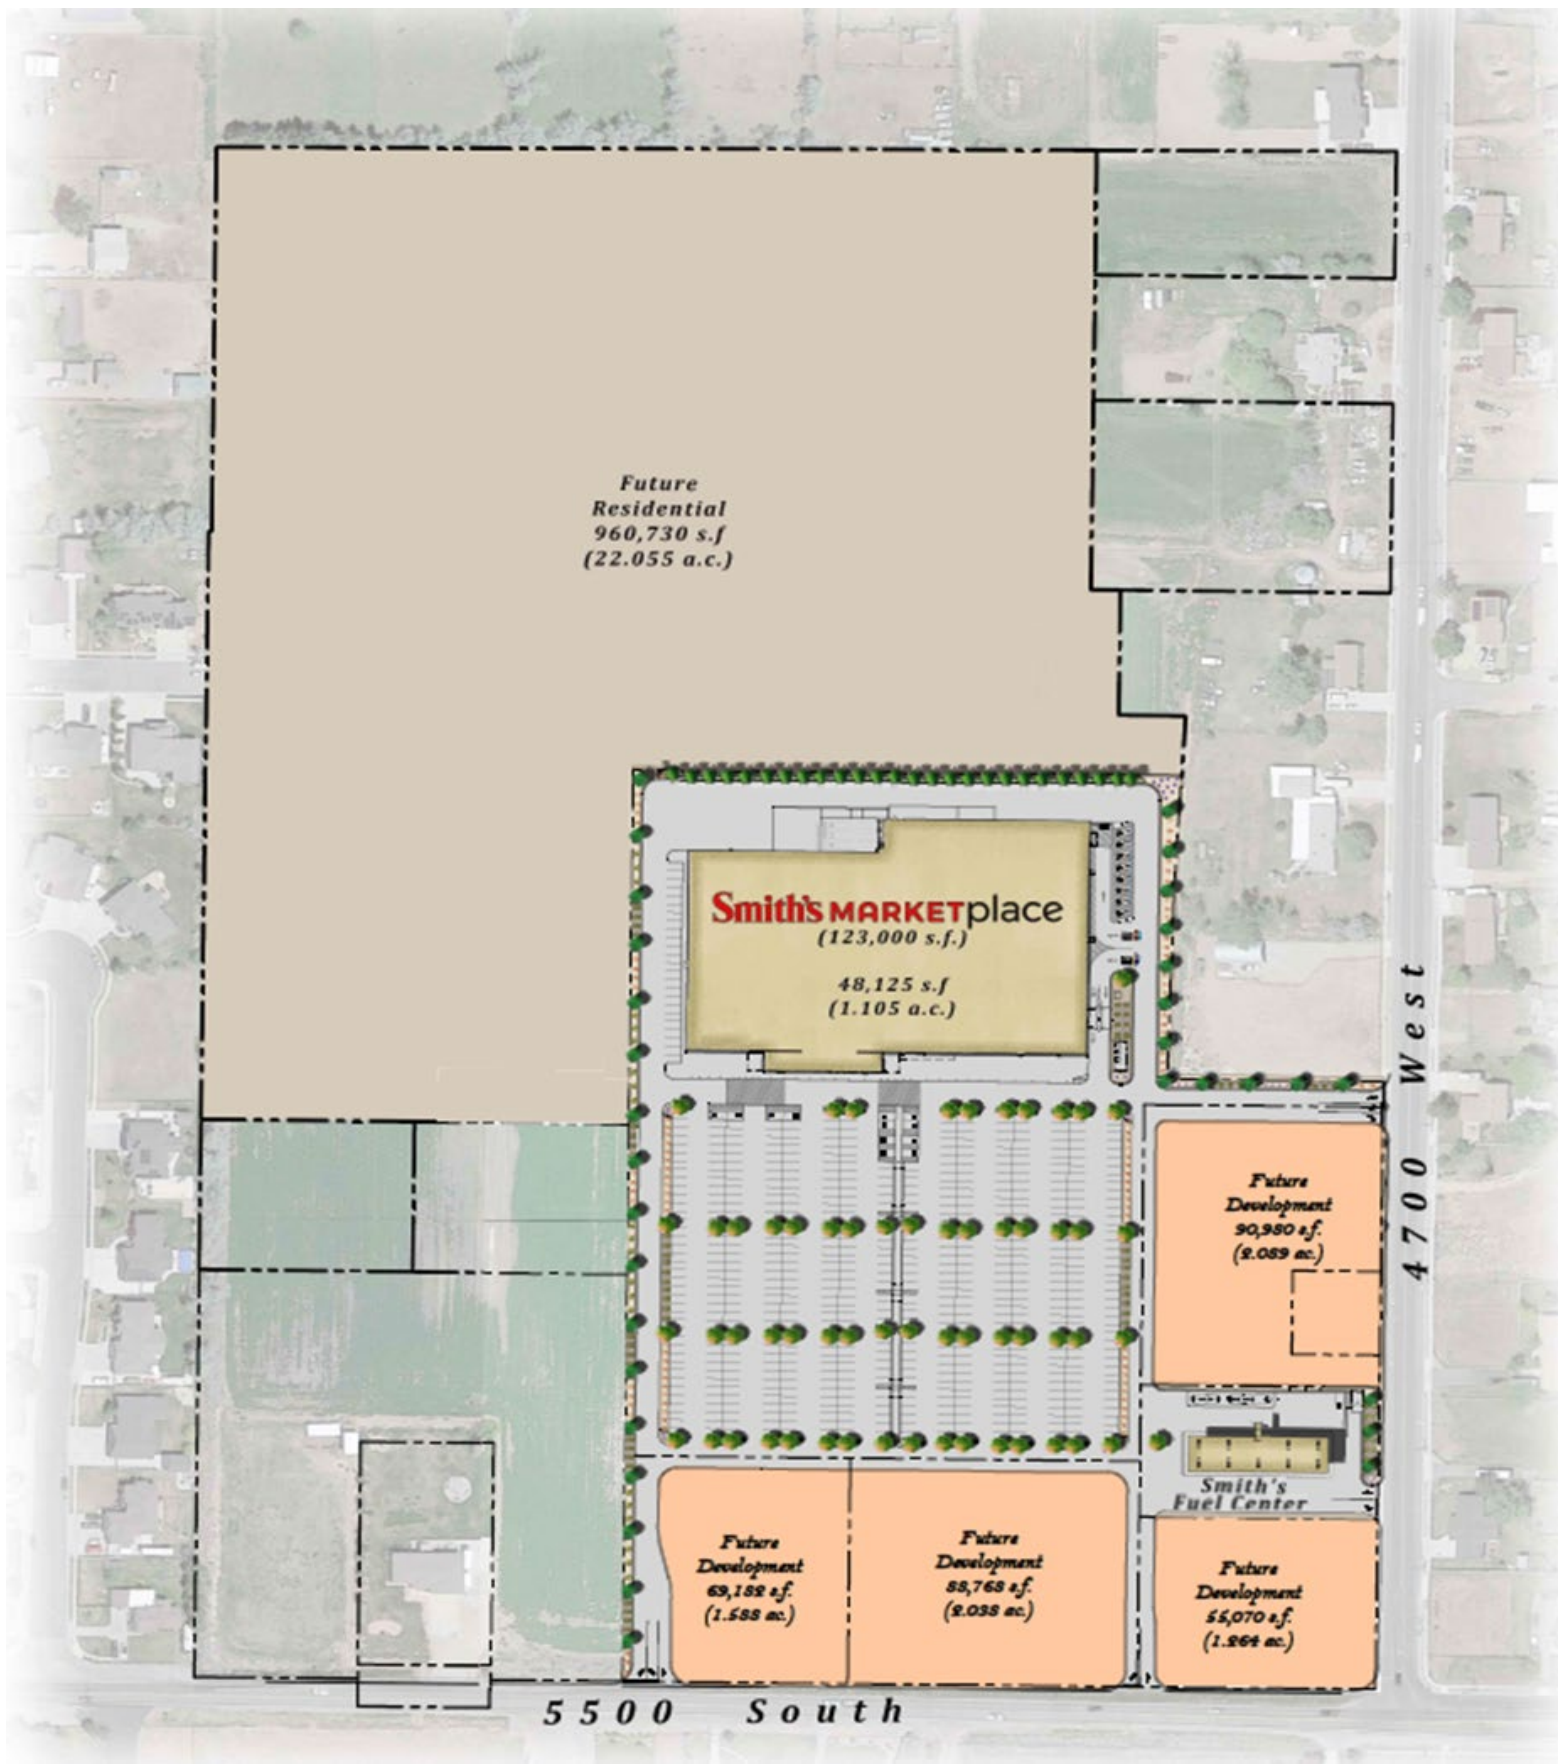 Future
Residential
960,730 s.f
(22.055 a.c.)
Smith's MARKETplace
(123,000 s.f.)
48,125 s.f
(1.105 a.c.)
4700 West
Future
Development
90,980 s.f.
(2.089 ac.)
Smith's
Fuel Center
Future
Development
69,182 s.f.
(1.588 ac.)
Future
Development
88,768 s.f.
(2.038 ac.)
Future
Development
55,070 s.f.
(1.264 ac.)
5500 South